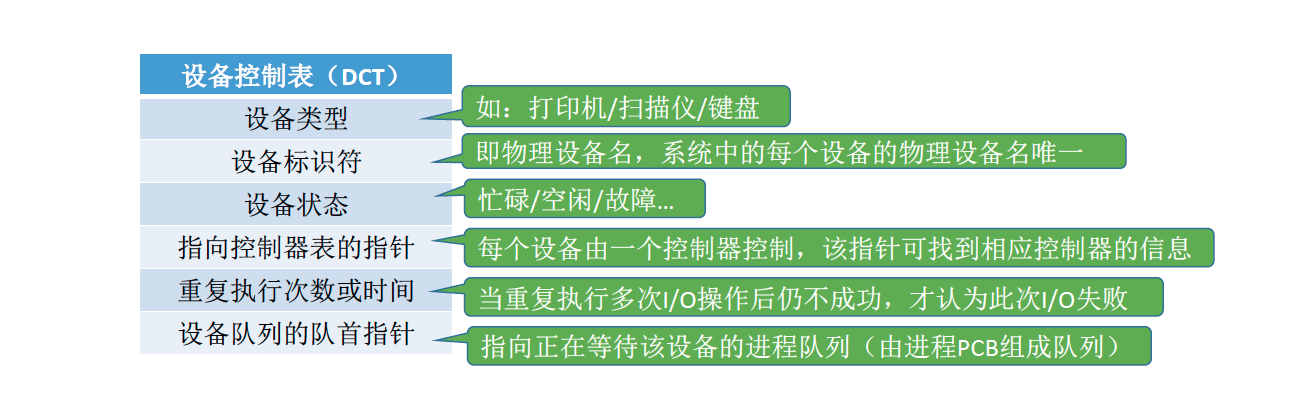 设备控制表（DCT）
设备类型
如：打印机/扫描仪/键盘
设备标识符
即物理设备名，系统中的每个设备的物理设备名唯一
设备状态
忙碌/空闲/故障...
指向控制器表的指针
每个设备由一个控制器控制，该指针可找到相应控制器的信息
重复执行次数或时间
当重复执行多次I/O操作后仍不成功，才认为此次I/O失败
设备队列的队首指针
指向正在等待该设备的进程队列（由进程PCB组成队列）